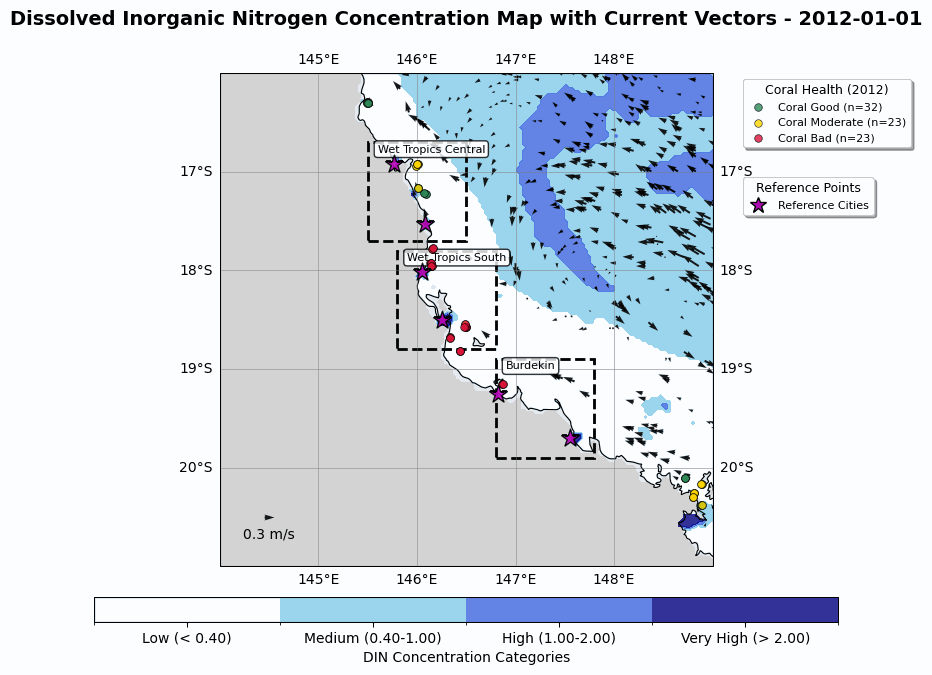 Dissolved Inorganic Nitrogen Concentration Map with Current Vectors - 2012-01-01
145°E 146°E 147°E 148°E
Coral Health (2012)
Coral Good (n=32)
Coral Moderate (n=23)
Coral Bad (n=23)
Wet Tropics Central
17°S 17°S
Reference Points
Reference Cities
Wet Tropics South
18°S 18°S
Burdekin
19°S 19°S
20°S 20°S
0.3 m/s
145°E 146°E 147°E 148°E
Low (< 0.40) Medium (0.40-1.00) High (1.00-2.00) Very High (> 2.00)
DIN Concentration Categories